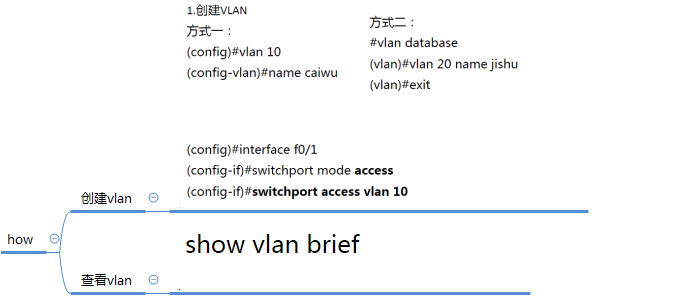 1.创建VLAN
方式一：
(config)#vlan 10
(config-vlan)#name caiwu
方式二：
#vlan database
(vlan)#vlan 20 name jishu
(vlan)#exit
(config)#interface f0/1
(config-if)#switchport mode access
(config-if)#switchport access vlan 10
创建vlan
how
show vlan brief
查看vlan